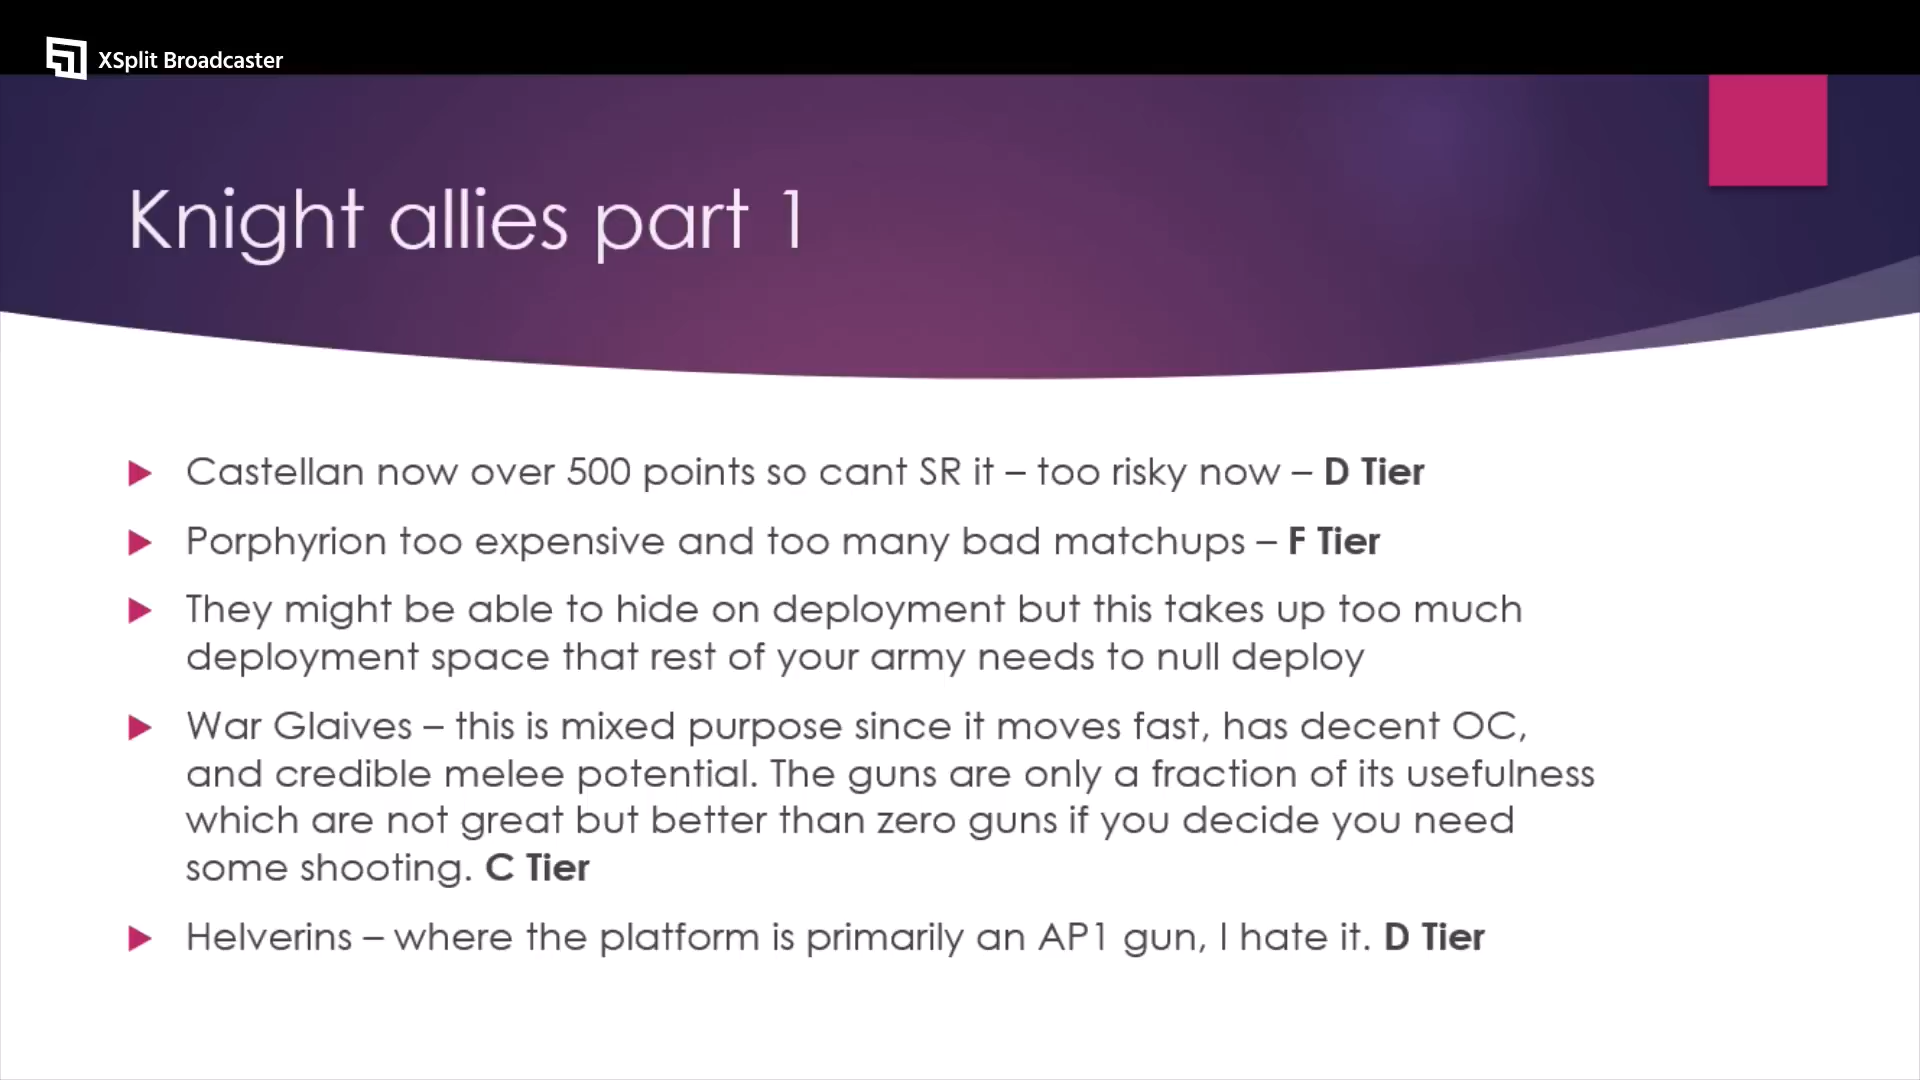 XSplit Broadcaster
Knight allies part 1
Castellan now over 500 points so cant SR it – too risky now – D Tier
Porphyrion too expensive and too many bad matchups – F Tier
They might be able to hide on deployment but this takes up too much
deployment space that rest of your army needs to null deploy
War Glaives – this is mixed purpose since it moves fast, has decent OC,
and credible melee potential. The guns are only a fraction of its usefulness
which are not great but better than zero guns if you decide you need
some shooting. C Tier
Helverins – where the platform is primarily an AP1 gun, I hate it. D Tier